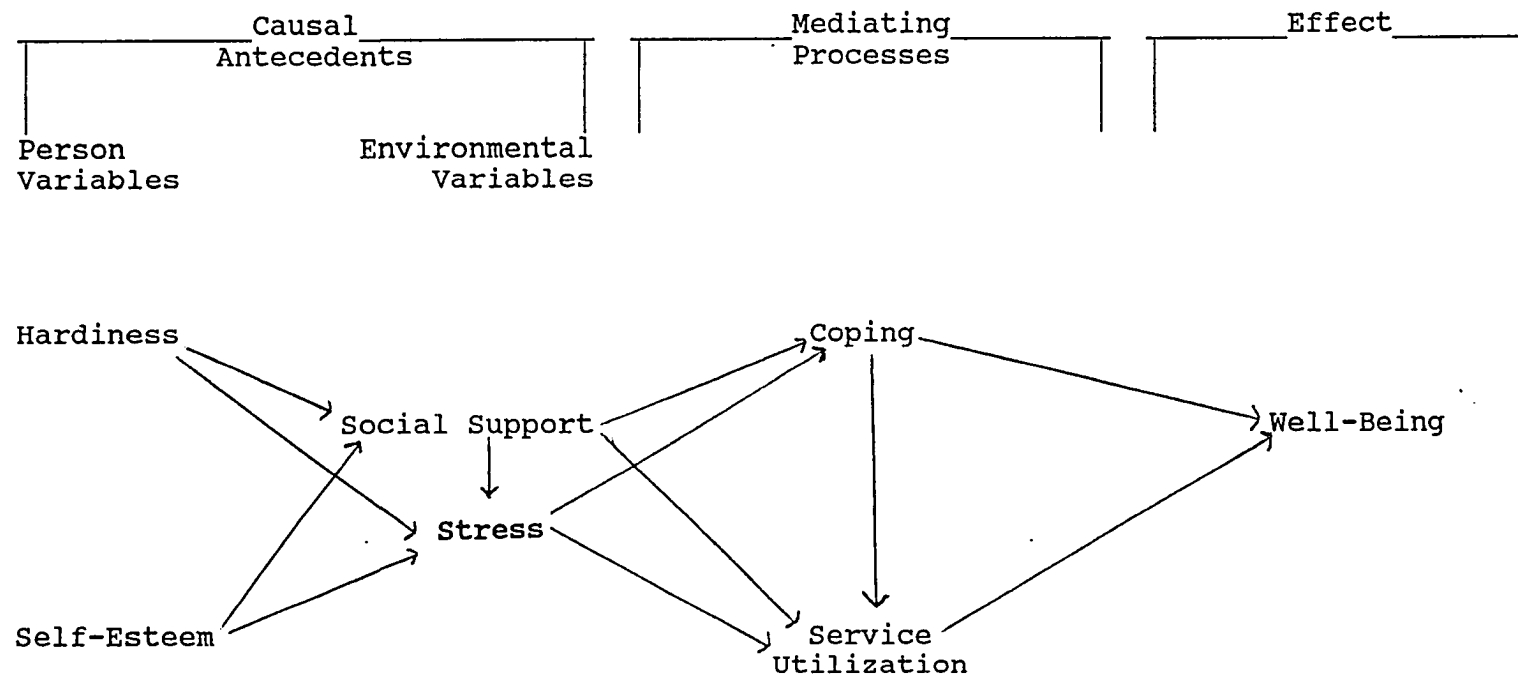 Causal
Antecedents
Mediating
Processes
Effect
Person
Variables
Environmental
Variables
Hardiness
Coping
Social Support
Well-Being
Stress
Self-Esteem
Service
Utilization